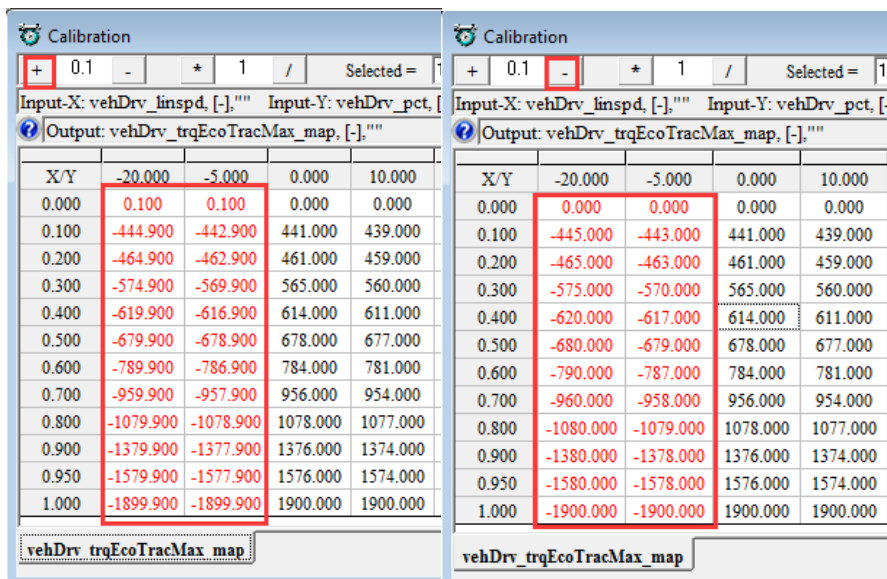 Calibration
+ 0.1 - * 1 / Selected =
Input-X: vehDrv_linspd, [-],"" Input-Y: vehDrv_pct, [
Output: vehDrv_trqEcoTracMax_map, [-],""
X/Y -20.000 -5.000 0.000 10.000
0.000 0.100 0.100 0.000 0.000
0.100 -444.900 -442.900 441.000 439.000
0.200 -464.900 -462.900 461.000 459.000
0.300 -574.900 -569.900 565.000 560.000
0.400 -619.900 -616.900 614.000 611.000
0.500 -679.900 -678.900 678.000 677.000
0.600 -789.900 -786.900 784.000 781.000
0.700 -959.900 -957.900 956.000 954.000
0.800 -1079.900 -1078.900 1078.000 1077.000
0.900 -1379.900 -1377.900 1376.000 1374.000
0.950 -1579.900 -1577.900 1576.000 1574.000
1.000 -1899.900 -1899.900 1900.000 1900.000
vehDrv_trqEcoTracMax_map
Calibration
+ 0.1 - * 1 / Selected =
Input-X: vehDrv_linspd, [-],"" Input-Y: vehDrv_pct, [-
Output: vehDrv_trqEcoTracMax_map, [-],""
X/Y -20.000 -5.000 0.000 10.000
0.000 0.000 0.000 0.000 0.000
0.100 -445.000 -443.000 441.000 439.000
0.200 -465.000 -463.000 461.000 459.000
0.300 -575.000 -570.000 565.000 560.000
0.400 -620.000 -617.000 614.000 611.000
0.500 -680.000 -679.000 678.000 677.000
0.600 -790.000 -787.000 784.000 781.000
0.700 -960.000 -958.000 956.000 954.000
0.800 -1080.000 -1079.000 1078.000 1077.000
0.900 -1380.000 -1378.000 1376.000 1374.000
0.950 -1580.000 -1578.000 1576.000 1574.000
1.000 -1900.000 -1900.000 1900.000 1900.000
vehDrv_trqEcoTracMax_map